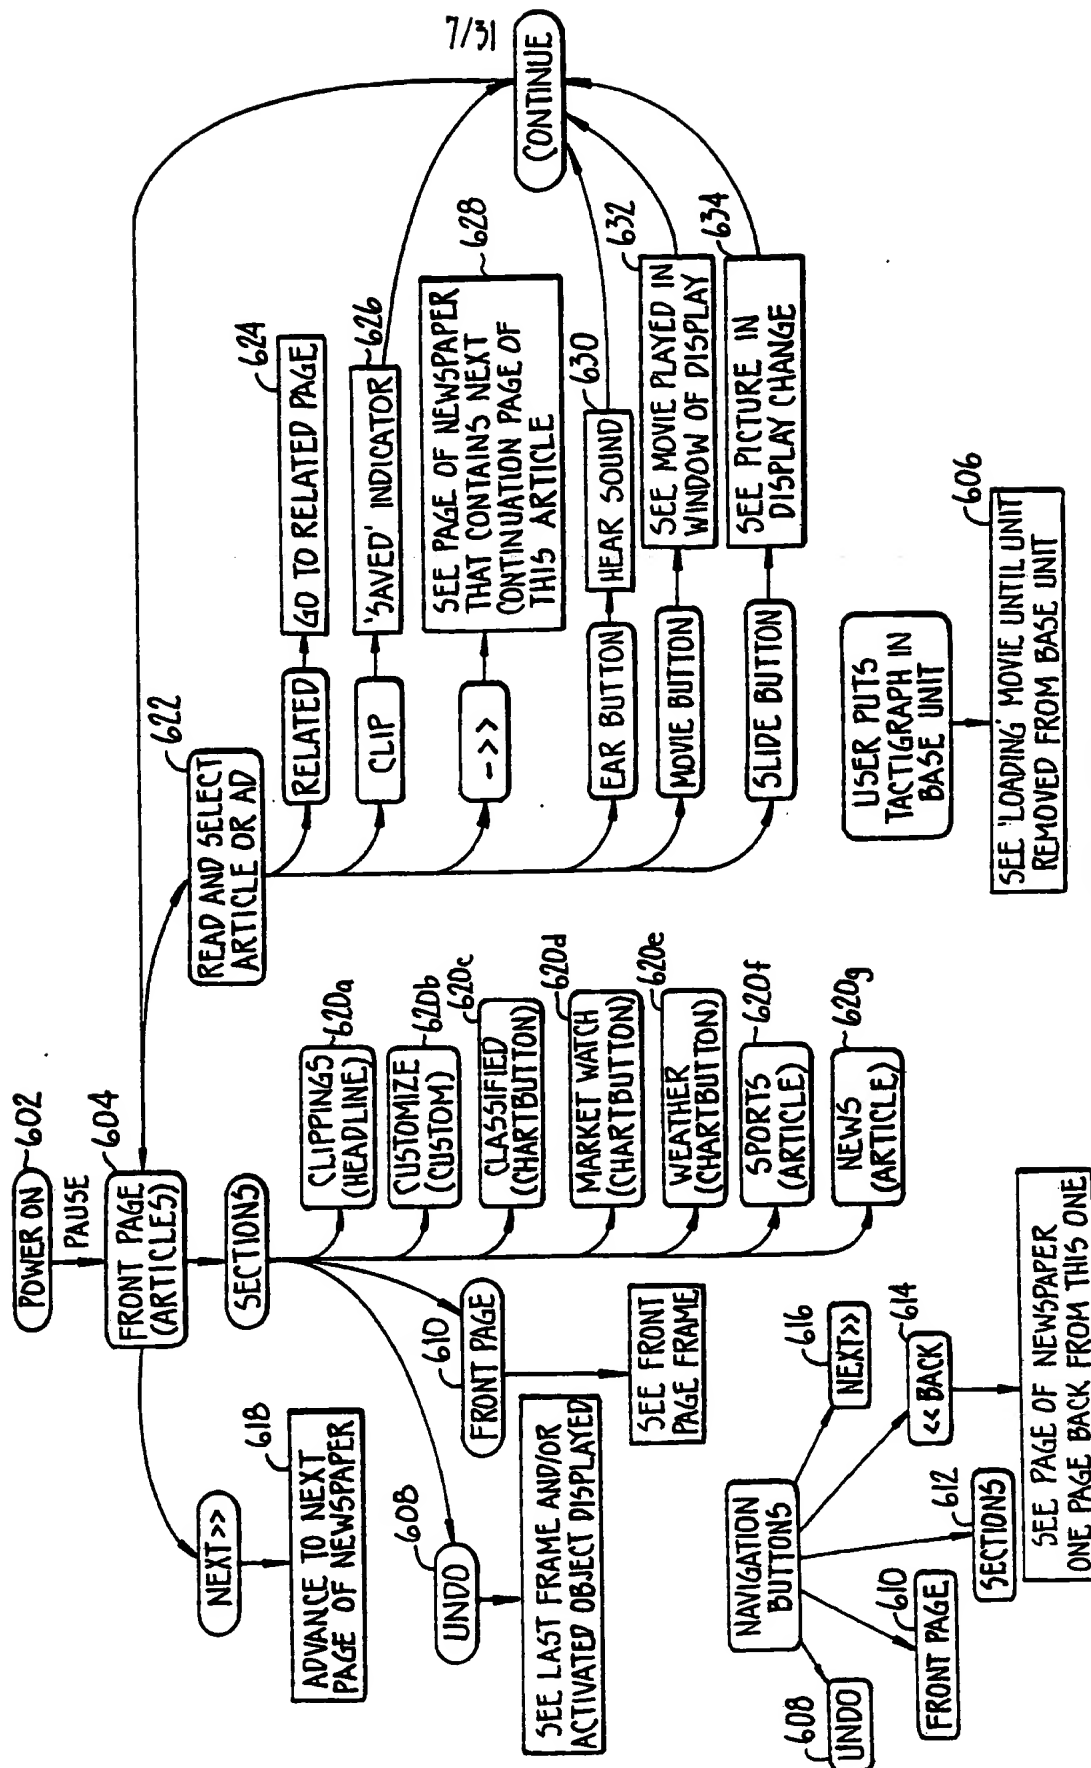 7/31
POWER ON
602
PAUSE
604
FRONT PAGE
(ARTICLES)
NEXT >>
618
ADVANCE TO NEXT
PAGE OF NEWSPAPER
SECTIONS
608
UNDO
SEE LAST FRAME AND/OR
ACTIVATED OBJECT DISPLAYED
610
FRONT PAGE
SEE FRONT
PAGE FRAME
CLIPPINGS
(HEADLINE)
620a
CUSTOMIZE
(CUSTOM)
620b
CLASSIFIED
(CHARTBUTTON)
620c
MARKET WATCH
(CHARTBUTTON)
620d
WEATHER
(CHARTBUTTON)
620e
SPORTS
(ARTICLE)
620f
NEWS
(ARTICLE)
620g
622
READ AND SELECT
ARTICLE OR AD
RELATED
624
GO TO RELATED PAGE
CLIP
'SAVED' INDICATOR
626
- >>
628
SEE PAGE OF NEWSPAPER
THAT CONTAINS NEXT
CONTINUATION PAGE OF
THIS ARTICLE
EAR BUTTON
HEAR SOUND
630
MOVIE BUTTON
SEE MOVIE PLAYED IN
WINDOW OF DISPLAY
632
SLIDE BUTTON
SEE PICTURE IN
DISPLAY CHANGE
634
CONTINUE
NAVIGATION
BUTTONS
608
UNDO
610
FRONT PAGE
SECTIONS
612
<< BACK
614
616
NEXT>>
SEE PAGE OF NEWSPAPER
ONE PAGE BACK FROM THIS ONE
USER PUTS
TACTIGRAPH IN
BASE UNIT
606
SEE 'LOADING' MOVIE UNTIL UNIT
REMOVED FROM BASE UNIT